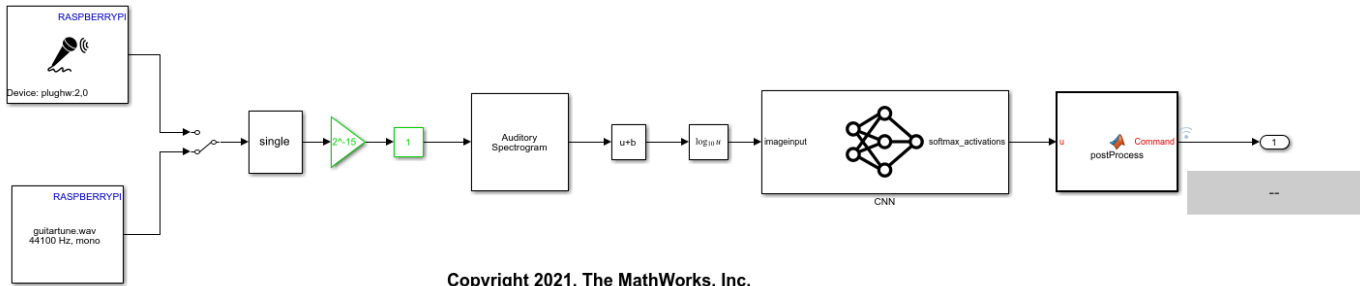 RASPBERRYPI
Device: plughw:2,0
RASPBERRYPI
guitartune.wav
44100 Hz, mono
single
2^-15
1
Auditory
Spectrogram
u+b
log10 u
imageinput
softmax_activations
CNN
u
Command
postProcess
1
--
Copyright 2021, The MathWorks, Inc.